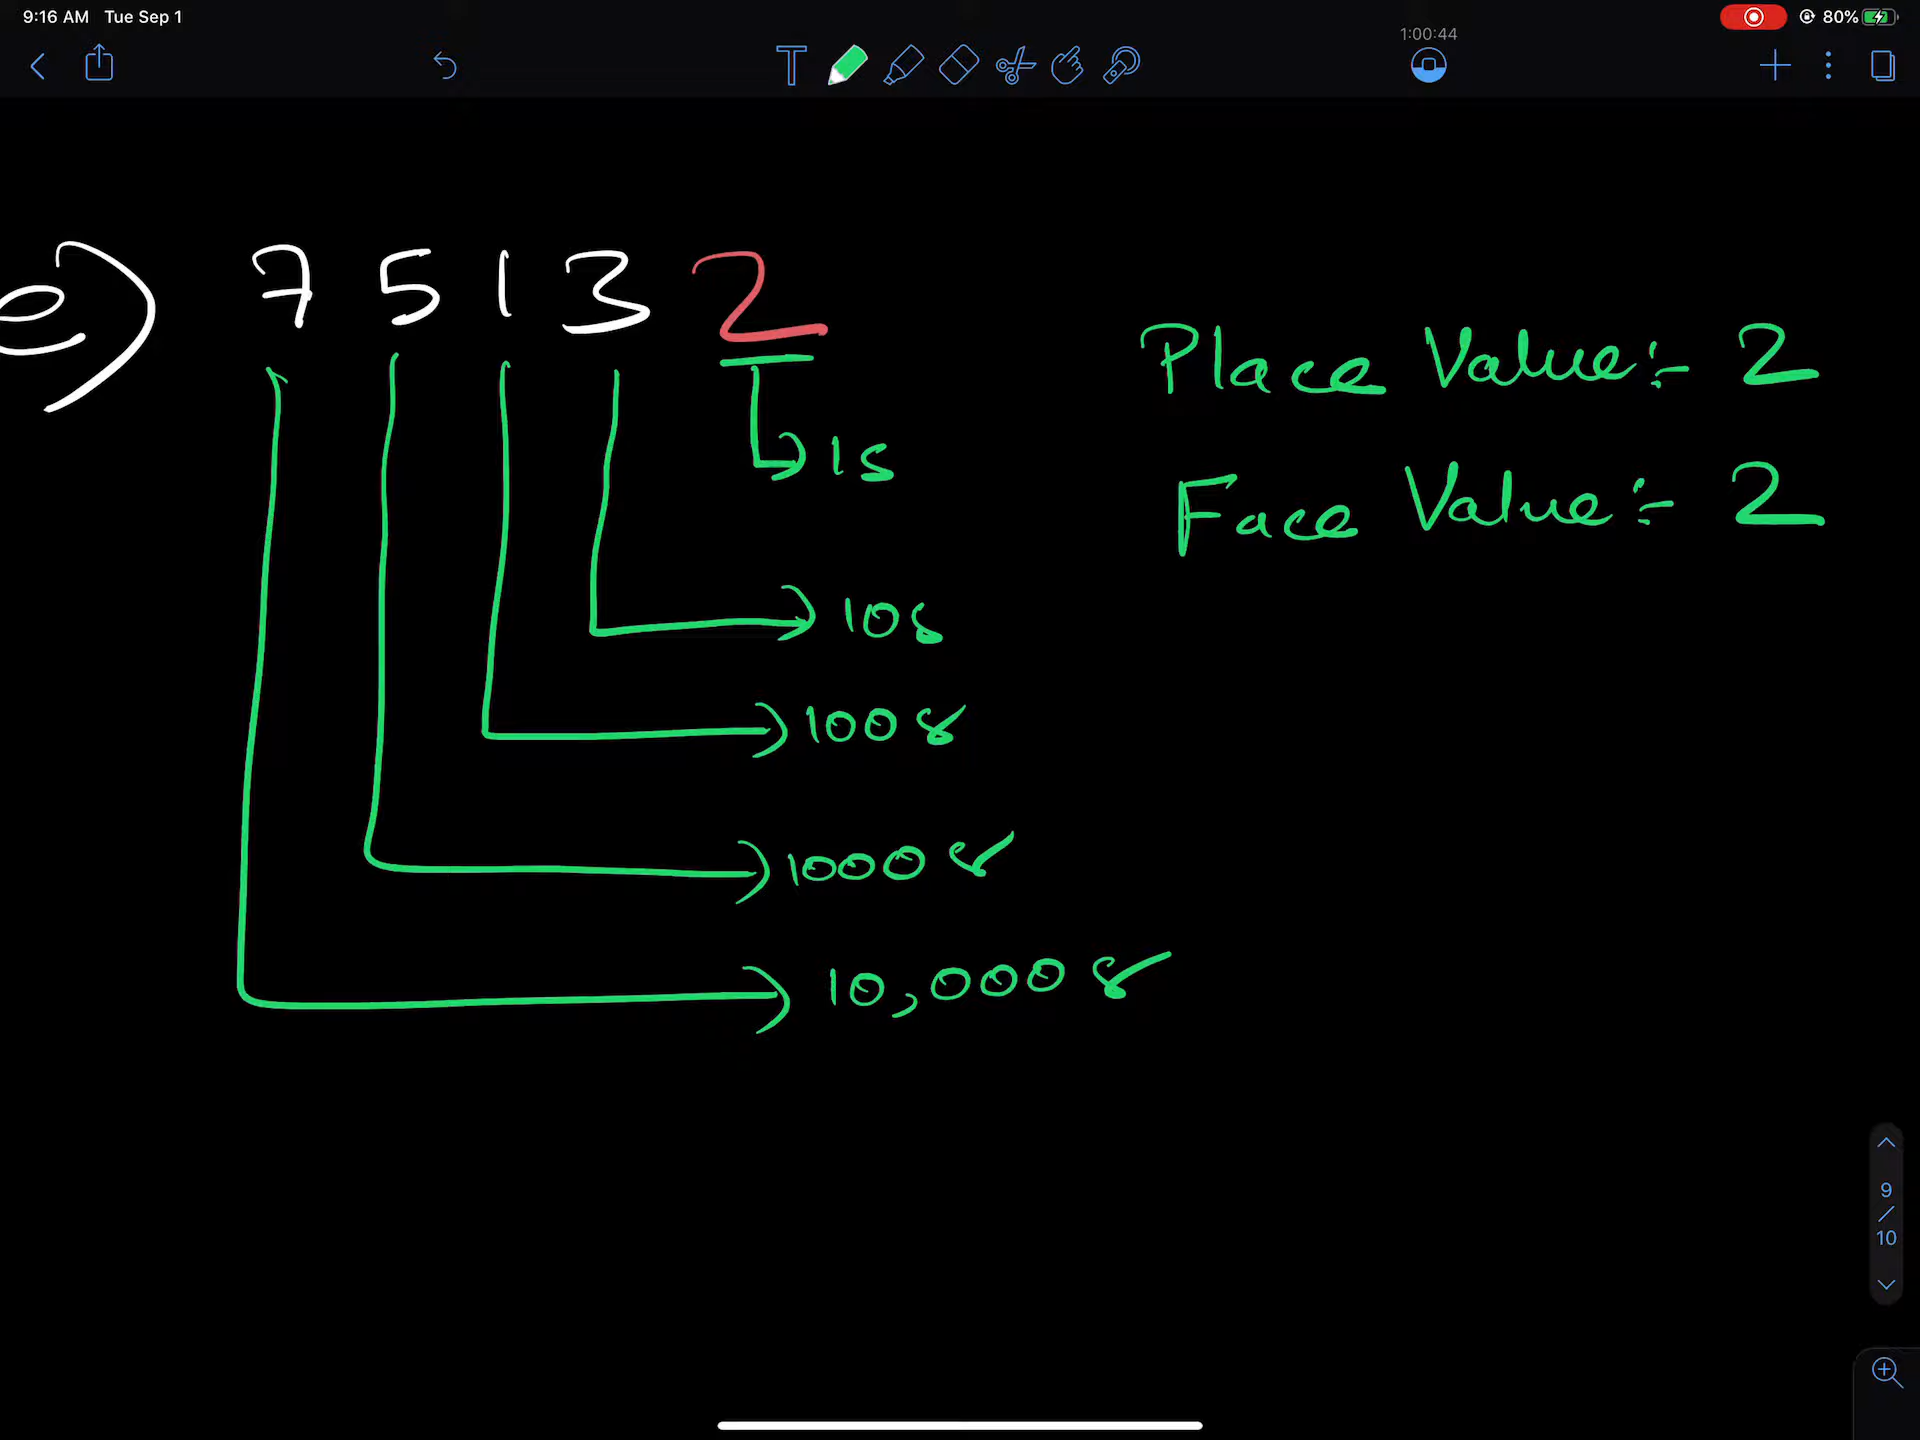 9:16 AM Tue Sep 1
80%
1:00:44
e) 7 5 1 3 2
Place Value:- 2
1s
Face Value:- 2
10s
100s
1000s
10,000s
9
/
10